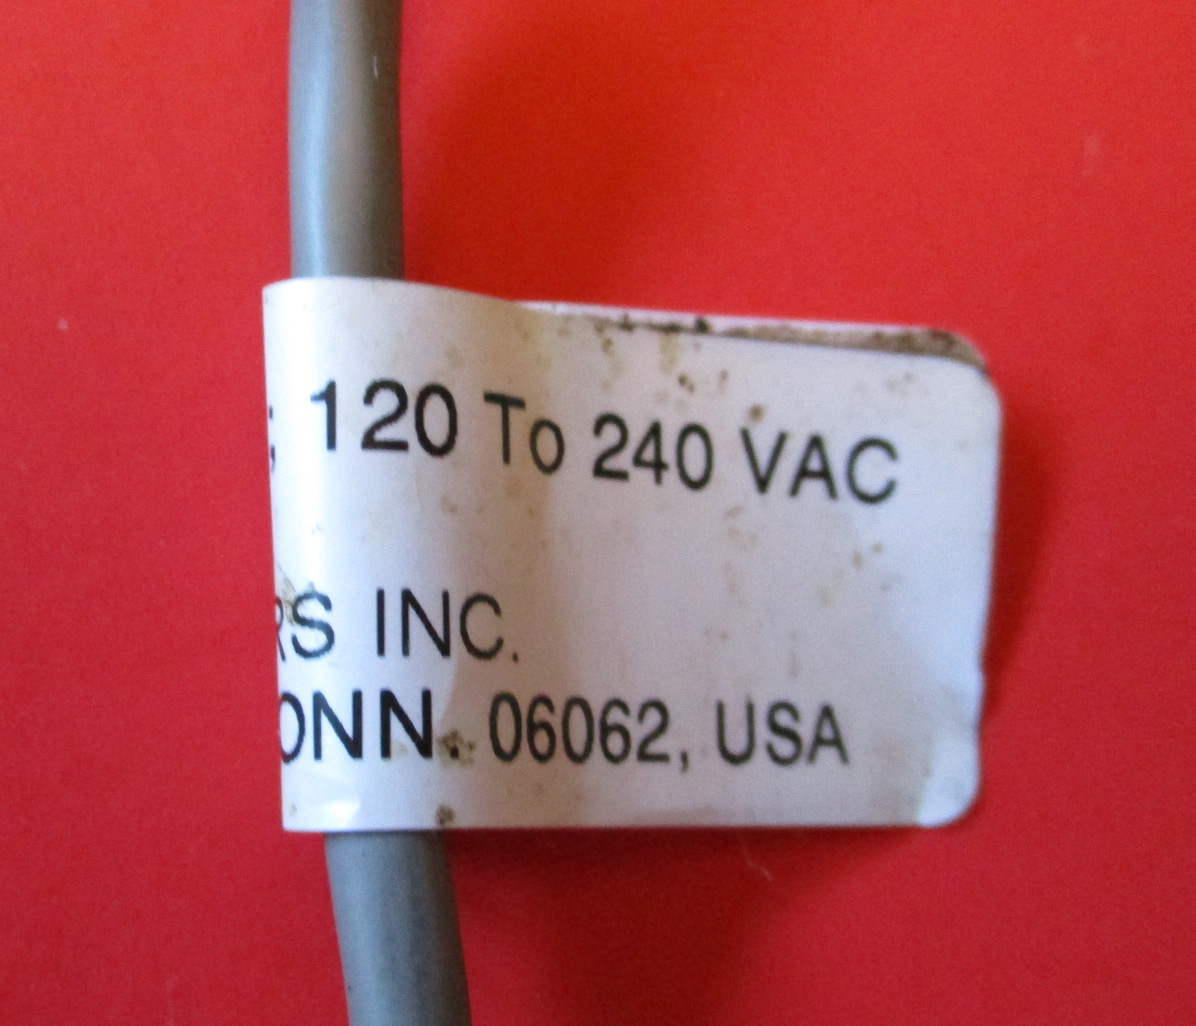 ; 120 To 240 VAC
RS INC.
ONN. 06062, USA